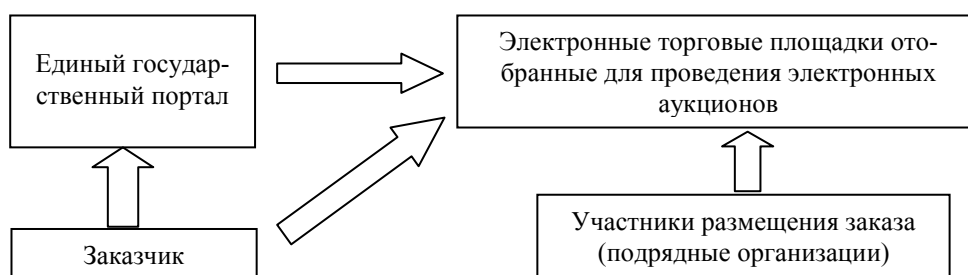 Единый государ-
ственный портал
Электронные торговые площадки ото-
бранные для проведения электронных
аукционов
Заказчик
Участники размещения заказа
(подрядные организации)